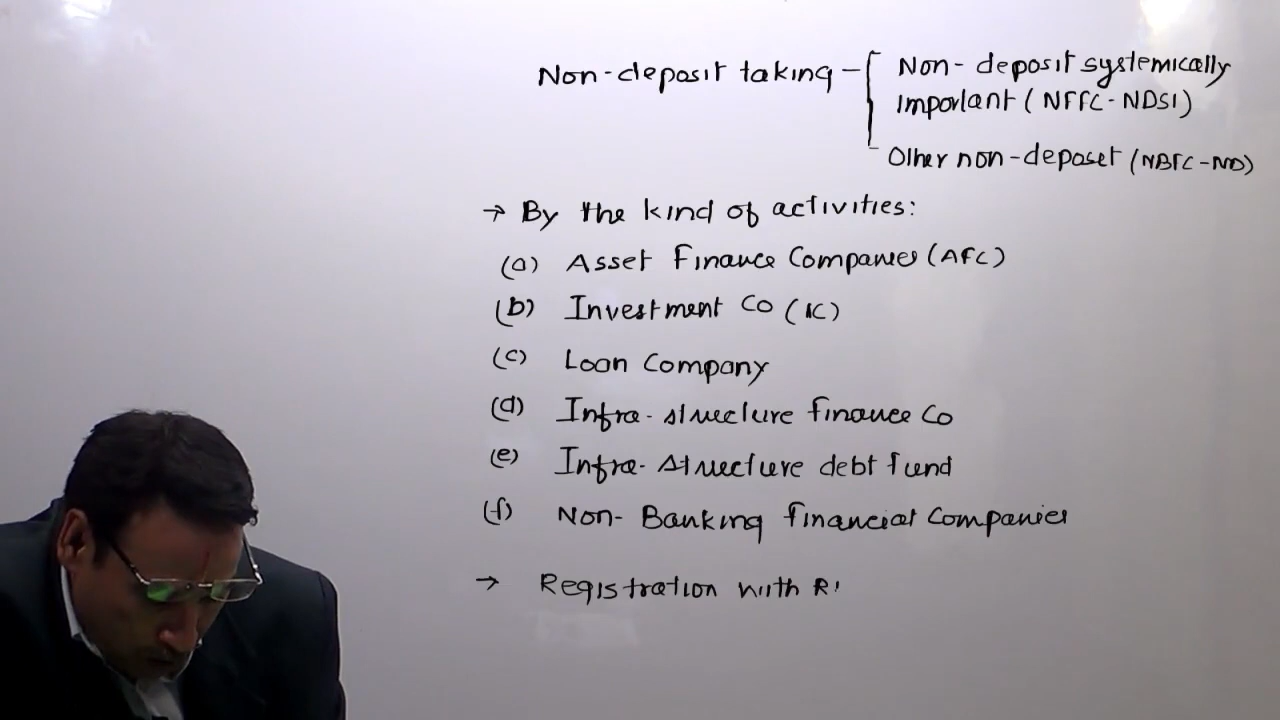 Non-deposit taking - Non-deposit systemically
Important (NFFC-NDSI)
Other non-deposet (NBFC-ND)
→ By the kind of activities:
(a) Asset Finance Companies (AFC)
(b) Investment Co (IC)
(c) Loan Company
(d) Infra-structure finance Co
(e) Infra-structure debt fund
(f) Non-Banking financial Companies
→ Registration with R